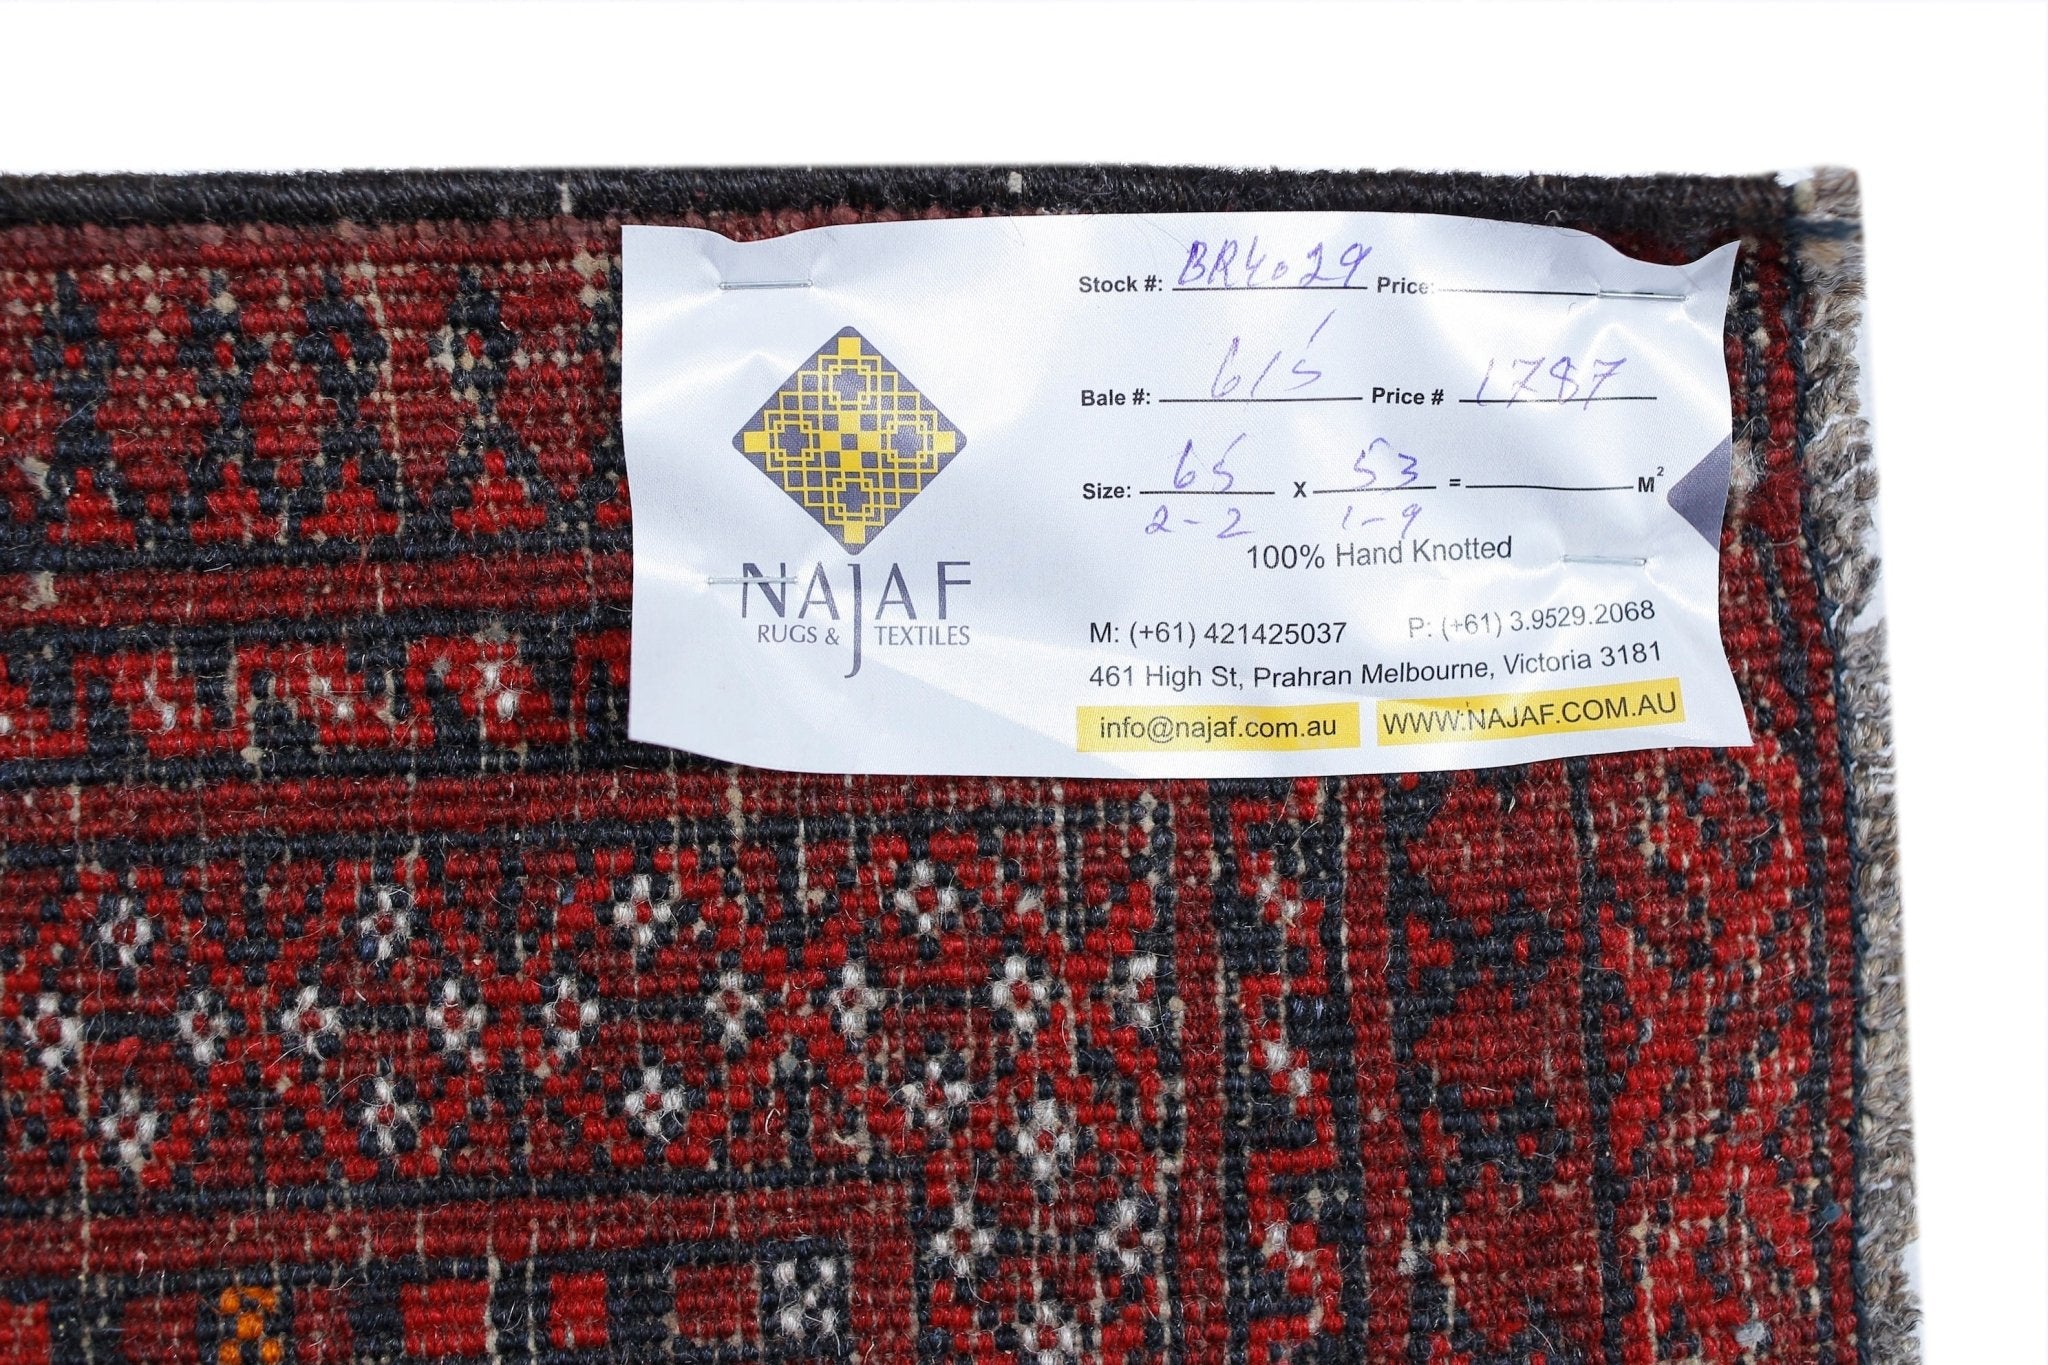 NAJAF
RUGS & TEXTILES
Stock #: BR4029 Price:
Bale #: 615 Price # 1787
Size: 65 X 53 = M²
2-2 1-9
100% Hand Knotted
M: (+61) 421425037 P: (+61) 3.9529.2068
461 High St, Prahran Melbourne, Victoria 3181
info@najaf.com.au WWW.NAJAF.COM.AU